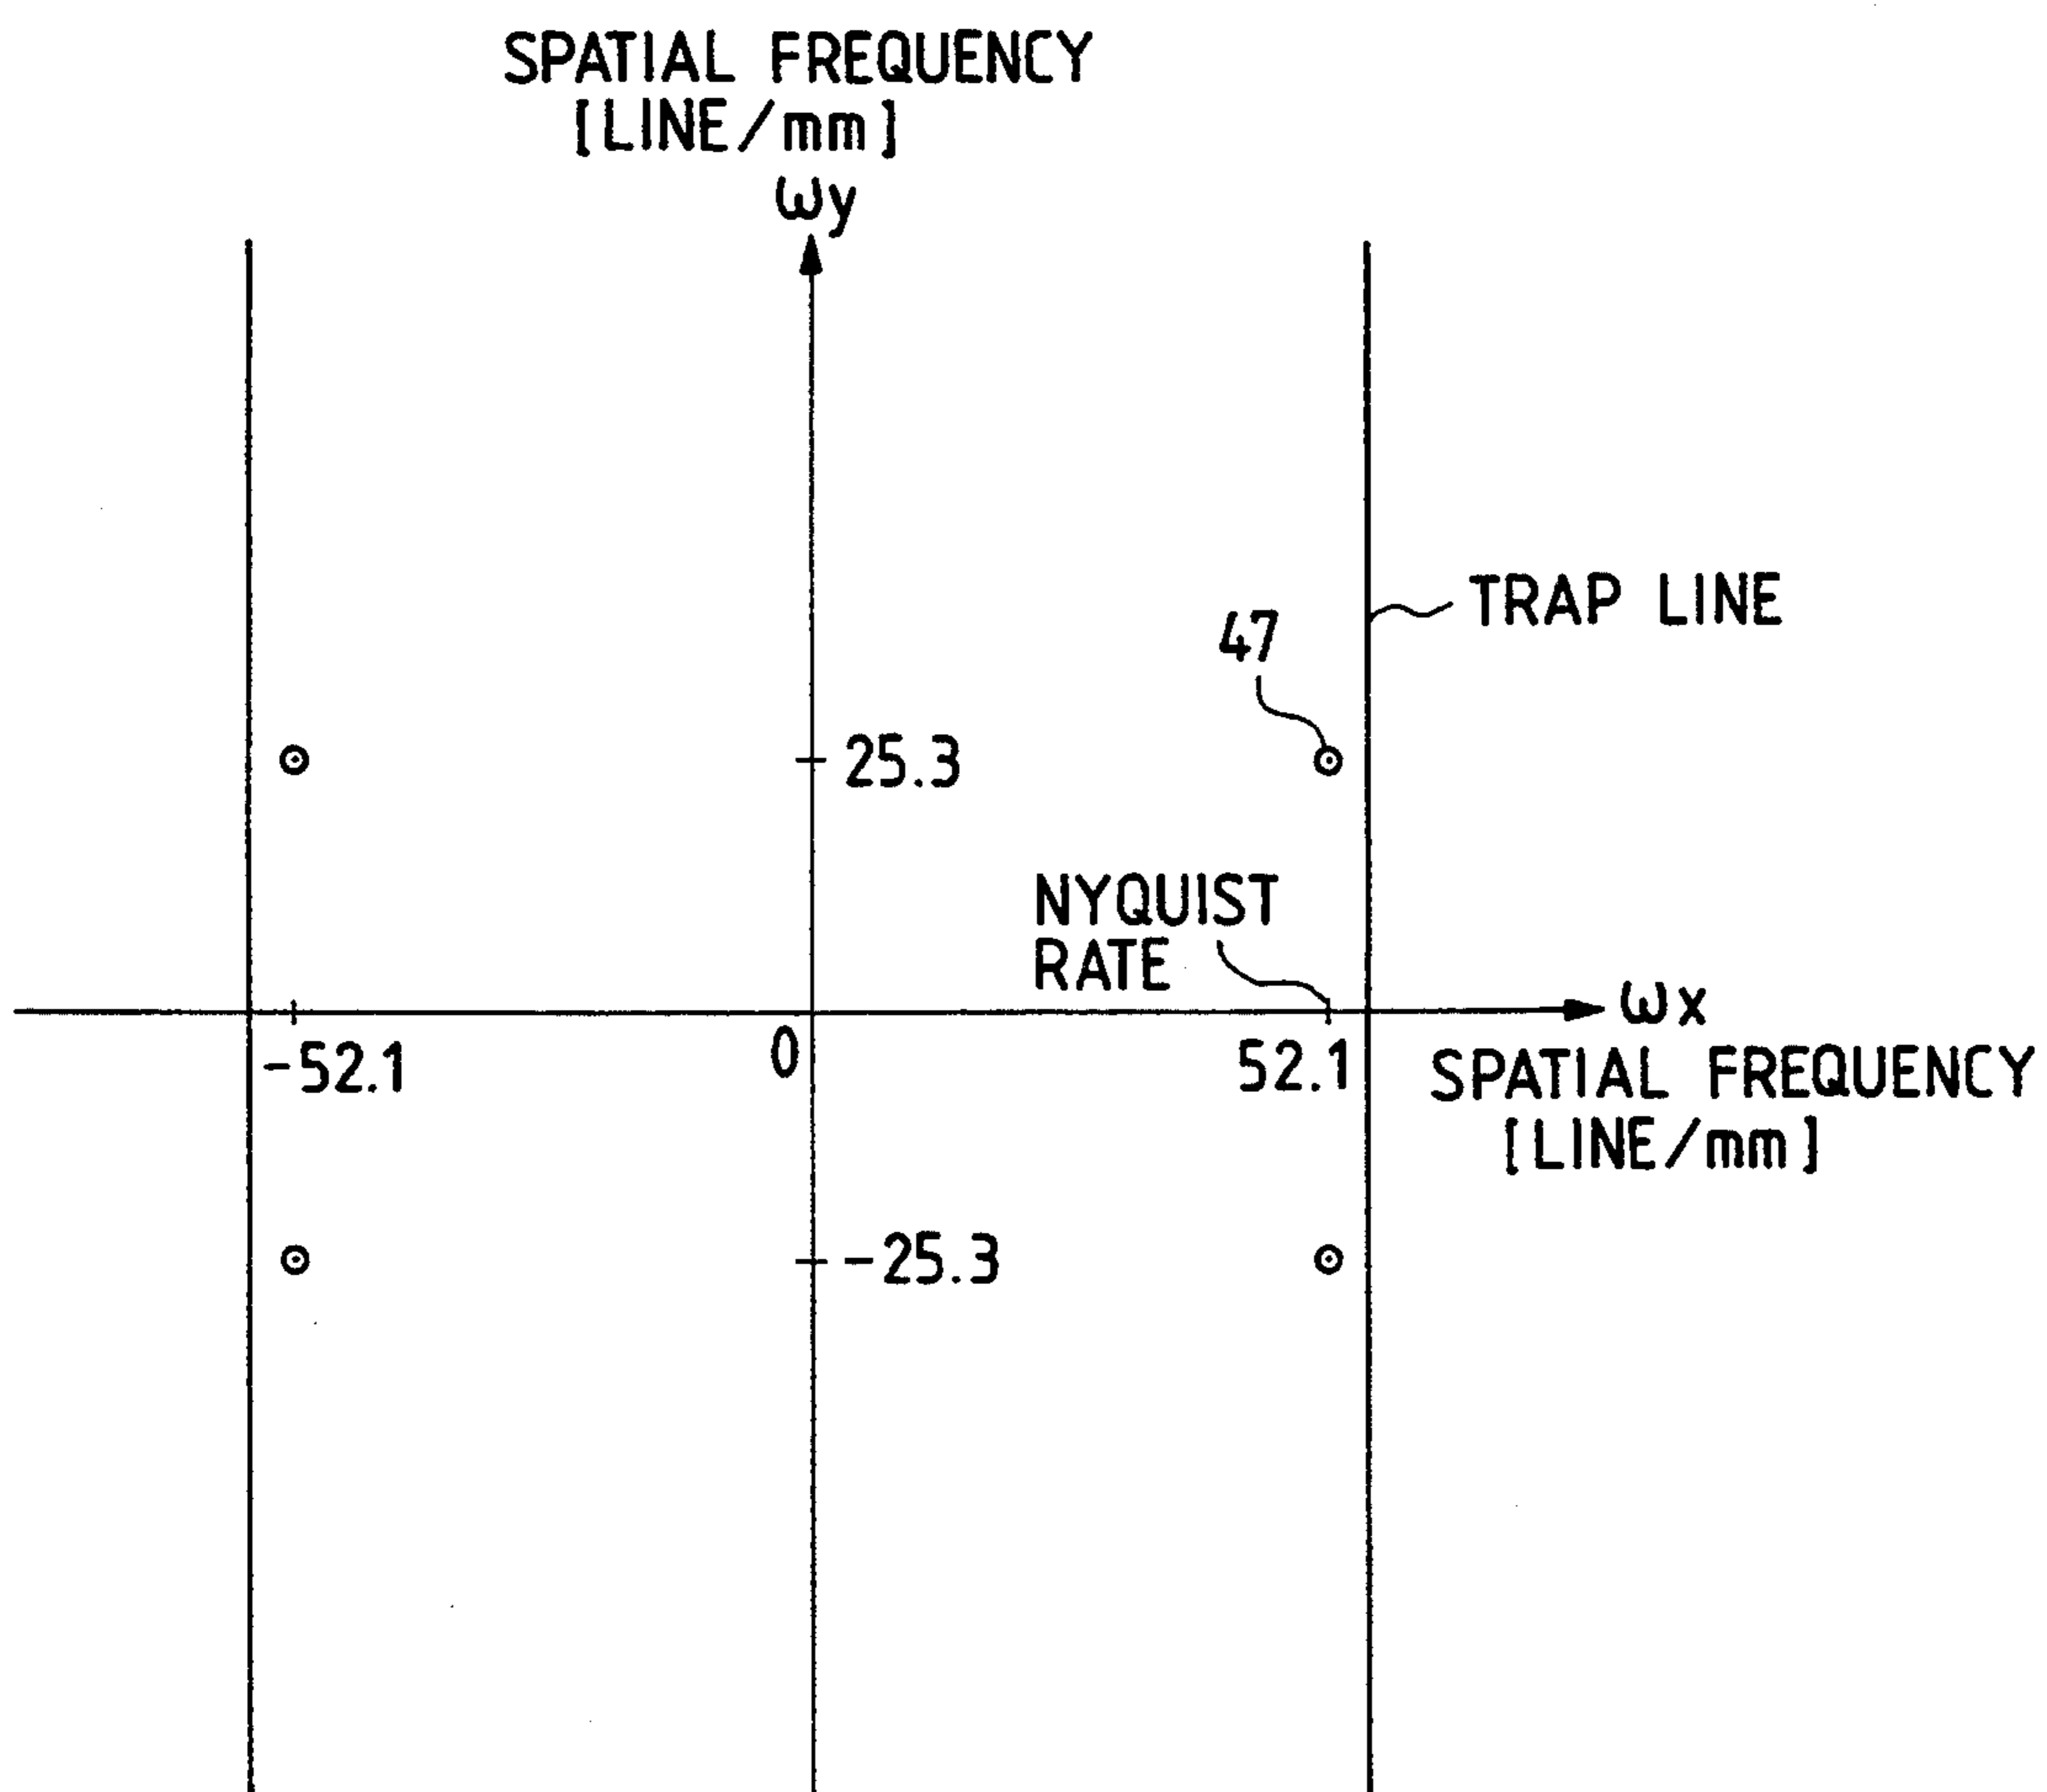 SPATIAL FREQUENCY
[LINE/mm]
ωy
TRAP LINE
47
25.3
NYQUIST
RATE
ωx
-52.1
0
52.1
SPATIAL FREQUENCY
[LINE/mm]
-25.3